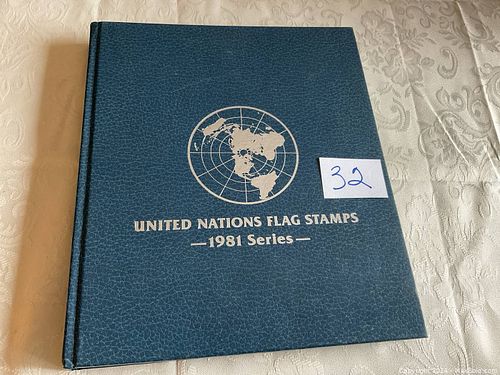 32
UNITED NATIONS FLAG STAMPS
—1981 Series—